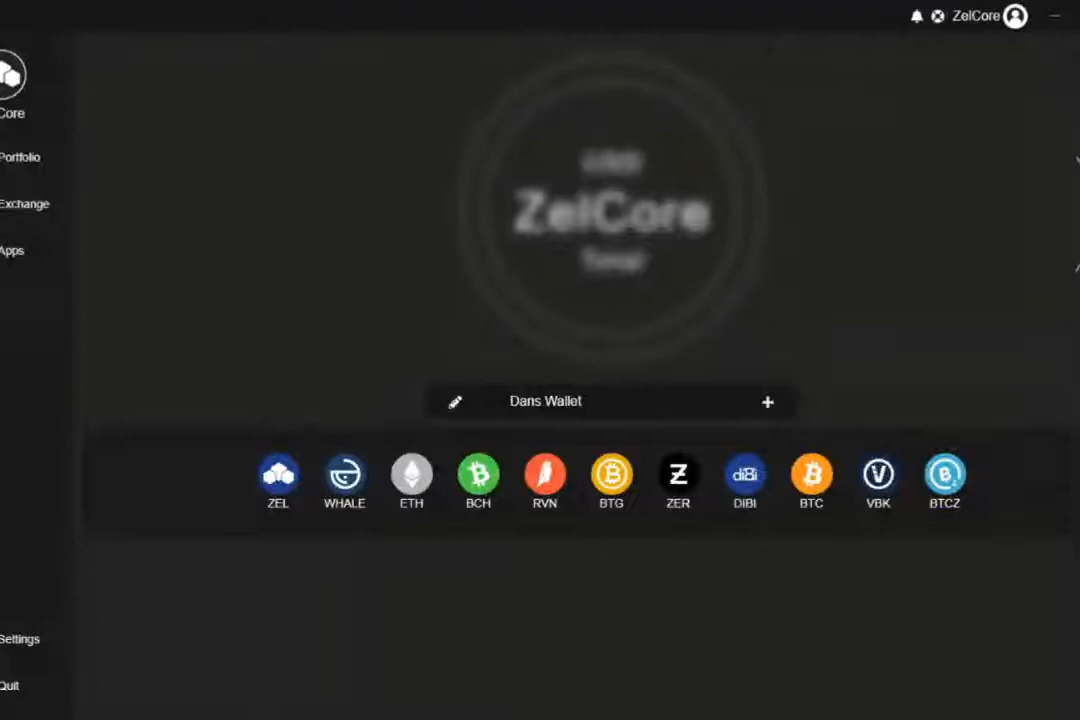 ZelCore
Core
Portfolio
Exchange
Apps
ZelCore
Dans Wallet
diBi
ZEL WHALE ETH BCH RVN BTG ZER DIBI BTC VBK BTCZ
Settings
Quit